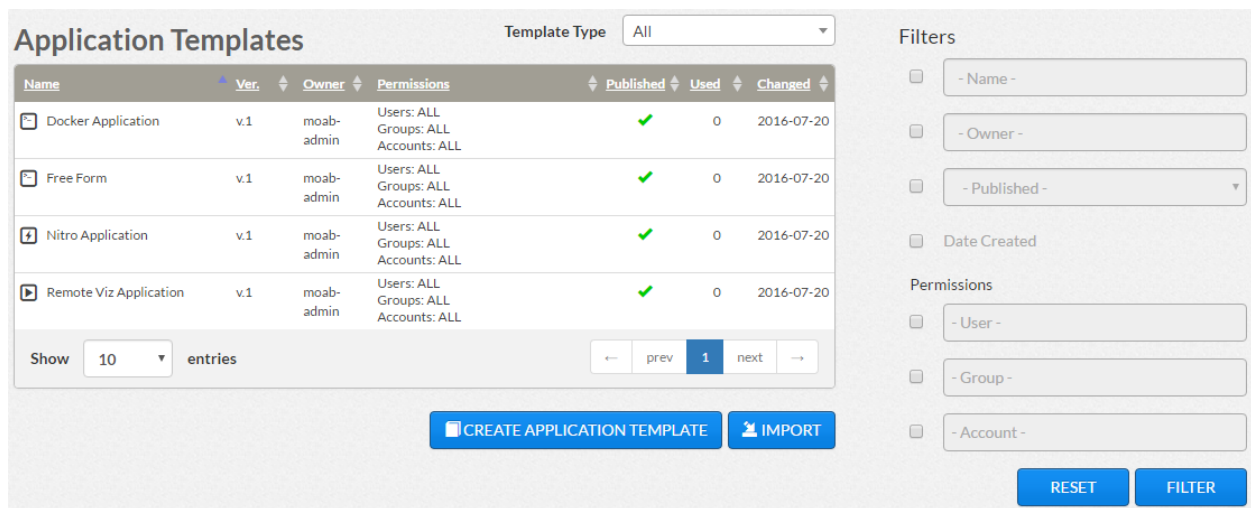 Application Templates
Template Type All
Name Ver. Owner Permissions Published Used Changed
Docker Application v.1 moab-admin Users: ALL Groups: ALL Accounts: ALL 0 2016-07-20
Free Form v.1 moab-admin Users: ALL Groups: ALL Accounts: ALL 0 2016-07-20
Nitro Application v.1 moab-admin Users: ALL Groups: ALL Accounts: ALL 0 2016-07-20
Remote Viz Application v.1 moab-admin Users: ALL Groups: ALL Accounts: ALL 0 2016-07-20
Show 10 entries
← prev 1 next →
CREATE APPLICATION TEMPLATE IMPORT
Filters
- Name -
- Owner -
- Published -
Date Created
Permissions
- User -
- Group -
- Account -
RESET FILTER